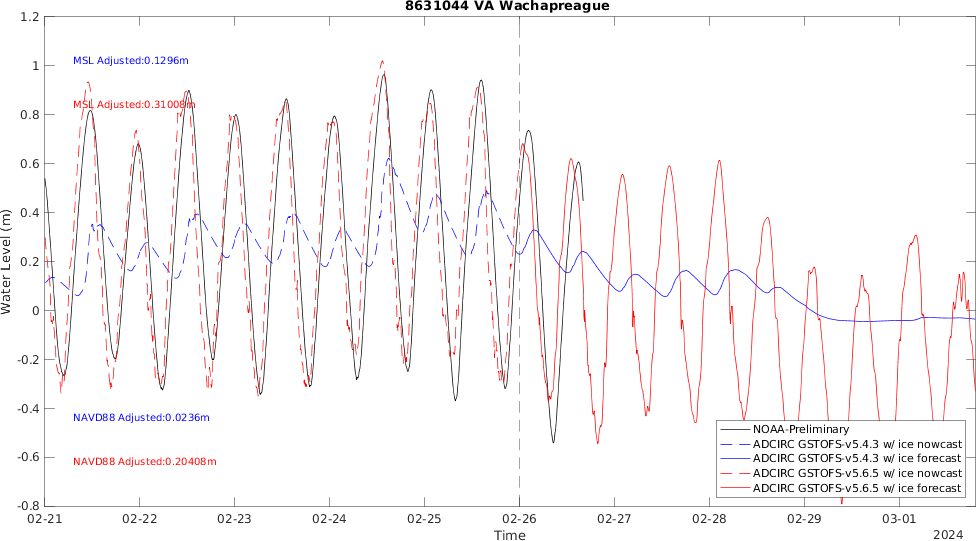 8631044 VA Wachapreague
1.2
1
0.8
0.6
0.4
0.2
0
-0.2
-0.4
-0.6
-0.8
Water Level (m)
MSL Adjusted:0.1296m
MSL Adjusted:0.31008m
NAVD88 Adjusted:0.0236m
NAVD88 Adjusted:0.20408m
NOAA-Preliminary
ADCIRC GSTOFS-v5.4.3 w/ ice nowcast
ADCIRC GSTOFS-v5.4.3 w/ ice forecast
ADCIRC GSTOFS-v5.6.5 w/ ice nowcast
ADCIRC GSTOFS-v5.6.5 w/ ice forecast
02-21 02-22 02-23 02-24 02-25 02-26 02-27 02-28 02-29 03-01
Time
2024